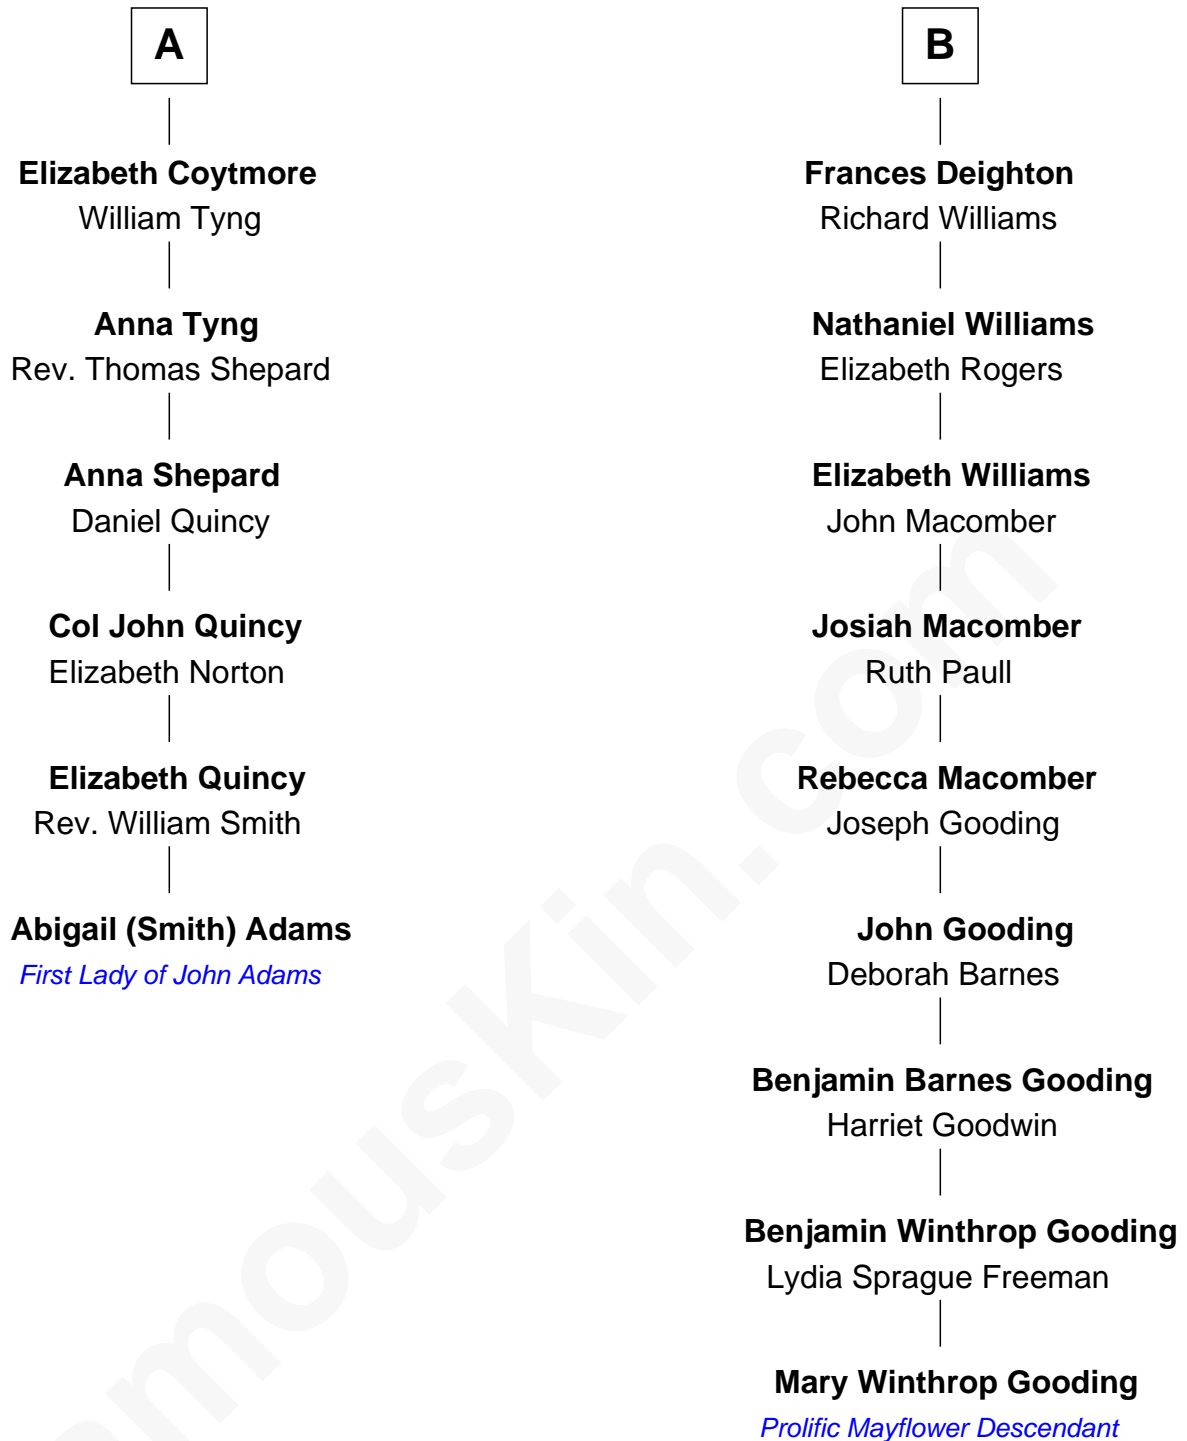 A
Elizabeth Coytmore
William Tyng
Anna Tyng
Rev. Thomas Shepard
Anna Shepard
Daniel Quincy
Col John Quincy
Elizabeth Norton
Elizabeth Quincy
Rev. William Smith
Abigail (Smith) Adams
First Lady of John Adams
B
Frances Deighton
Richard Williams
Nathaniel Williams
Elizabeth Rogers
Elizabeth Williams
John Macomber
Josiah Macomber
Ruth Paull
Rebecca Macomber
Joseph Gooding
John Gooding
Deborah Barnes
Benjamin Barnes Gooding
Harriet Goodwin
Benjamin Winthrop Gooding
Lydia Sprague Freeman
Mary Winthrop Gooding
Prolific Mayflower Descendant
amouskin.com